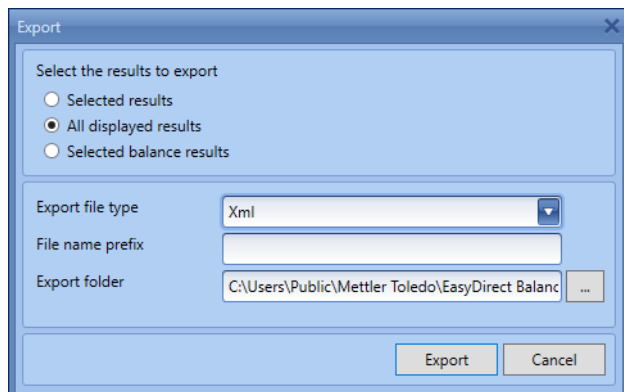 Export
Select the results to export
Selected results
All displayed results
Selected balance results
Export file type Xml
File name prefix
Export folder C:\Users\Public\Mettler Toledo\EasyDirect Balanc ...
Export Cancel